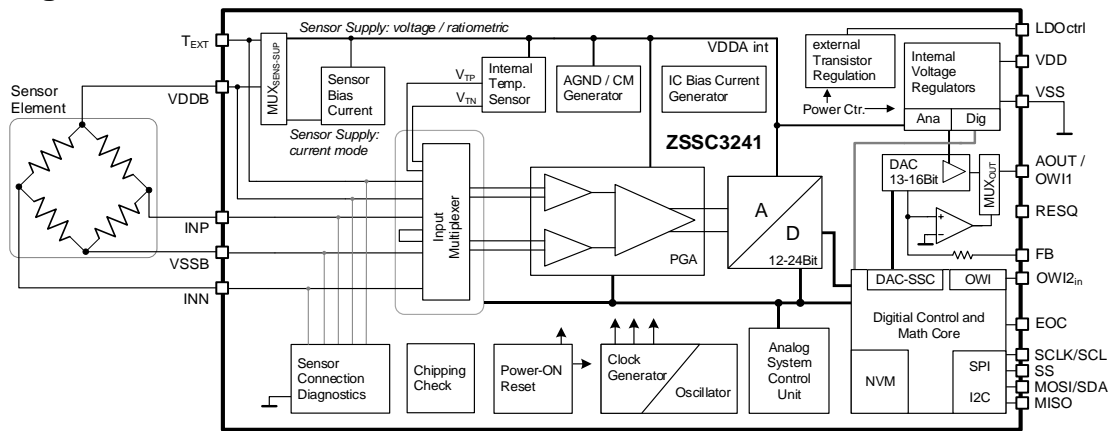 Sensor Supply: voltage / ratiometric
LDOctrl
TEXT
VDDA int
external
Transistor
Regulation
Internal
Voltage
Regulators
VDD
MUXSENS-SUP
Sensor
Bias
Current
VTP
VTN
Internal
Temp.
Sensor
AGND / CM
Generator
IC Bias Current
Generator
VDDB
Sensor
Element
VSS
Power Ctr.
Ana
Dig
Sensor Supply:
current mode
ZSSC3241
DAC
13-16Bit
MUXOUT
AOUT /
OWI1
Input
Multiplexer
A
D
12-24Bit
RESQ
INP
PGA
+
−
FB
VSSB
DAC-SSC
OWI
OWI2in
INN
Digitial Control and
Math Core
EOC
Sensor
Connection
Diagnostics
Chipping
Check
Power-ON
Reset
Clock
Generator
Oscillator
Analog
System
Control
Unit
NVM
SPI
I2C
SCLK/SCL
SS
MOSI/SDA
MISO